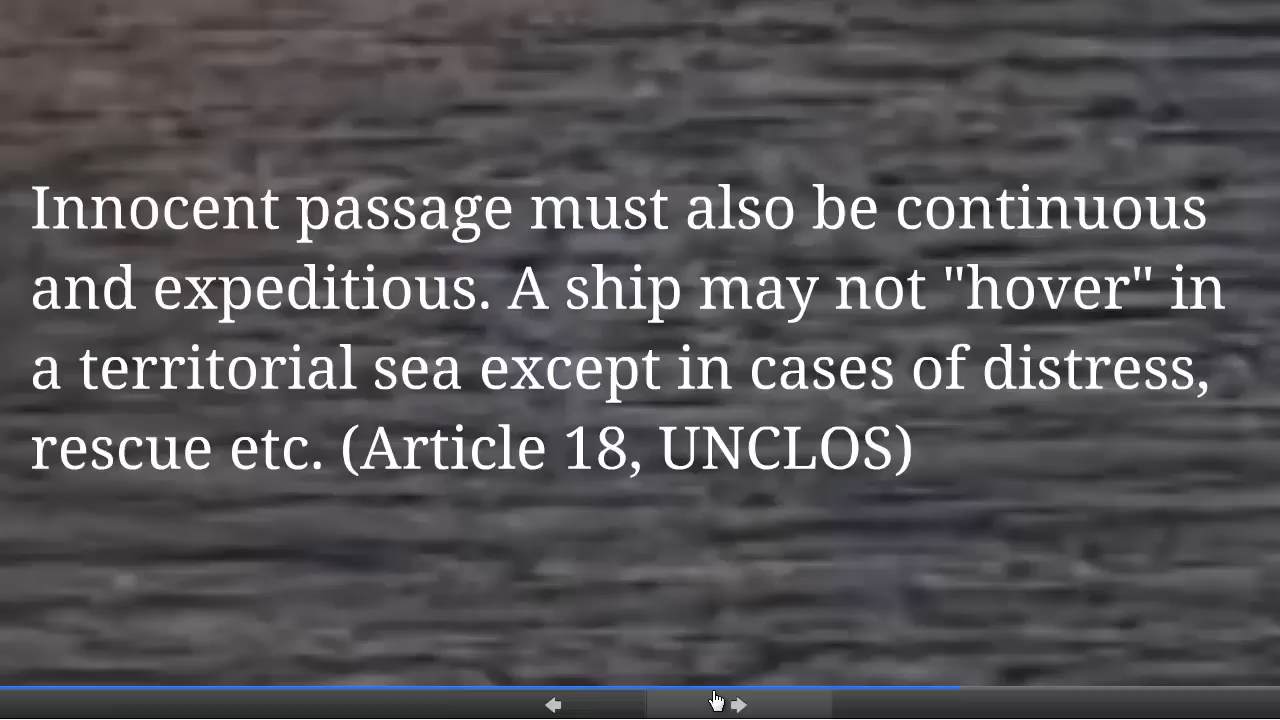 Innocent passage must also be continuous
and expeditious. A ship may not "hover" in
a territorial sea except in cases of distress,
rescue etc. (Article 18, UNCLOS)